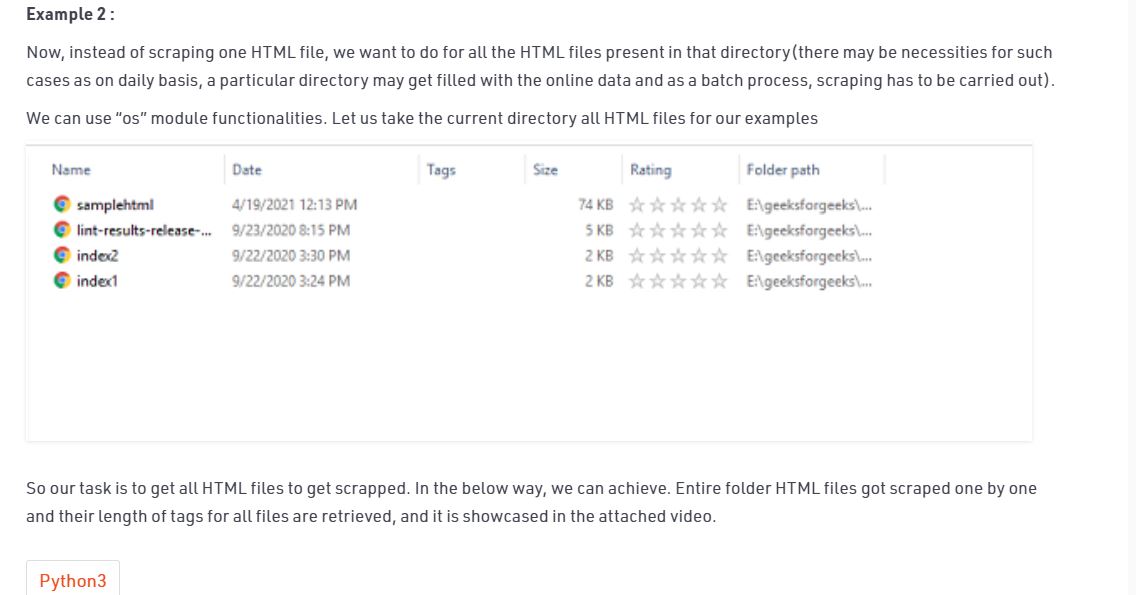 Example 2 :
Now, instead of scraping one HTML file, we want to do for all the HTML files present in that directory(there may be necessities for such
cases as on daily basis, a particular directory may get filled with the online data and as a batch process, scraping has to be carried out).
We can use “os” module functionalities. Let us take the current directory all HTML files for our examples
Name Date Tags Size Rating Folder path
samplehtml 4/19/2021 12:13 PM 74 KB ☆☆☆☆☆ E:\geeksforgeeks\...
lint-results-release-... 9/23/2020 8:15 PM 5 KB ☆☆☆☆☆ E:\geeksforgeeks\...
index2 9/22/2020 3:30 PM 2 KB ☆☆☆☆☆ E:\geeksforgeeks\...
index1 9/22/2020 3:24 PM 2 KB ☆☆☆☆☆ E:\geeksforgeeks\...
So our task is to get all HTML files to get scrapped. In the below way, we can achieve. Entire folder HTML files got scraped one by one
and their length of tags for all files are retrieved, and it is showcased in the attached video.
Python3